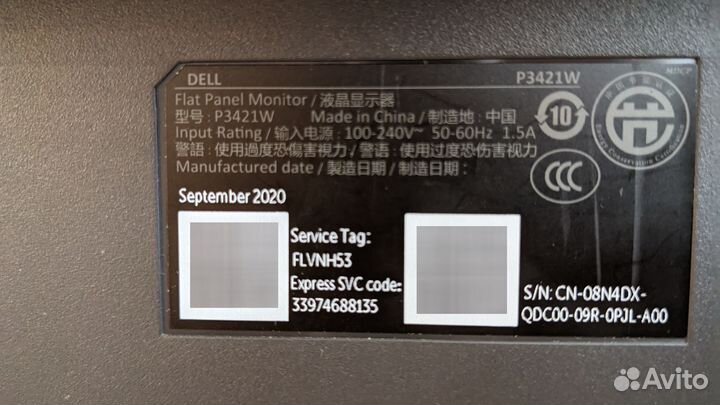 DELL P3421W
Flat Panel Monitor / 液晶显示器
型号 : P3421W Made in China / 制造地 : 中国
Input Rating / 输入电源 : 100-240V~ 50-60Hz 1.5A
警語 : 使用過度恐傷害視力 / 警语 : 使用过度恐伤害视力
Manufactured date / 製造日期 / 制造日期 :
10
CCC
Energy Conservation Certification
September 2020
Service Tag:
FLVNH53
Express SVC code:
33974688135
S/N: CN-08N4DX-
QDC00-09R-0PJL-A00
Avito